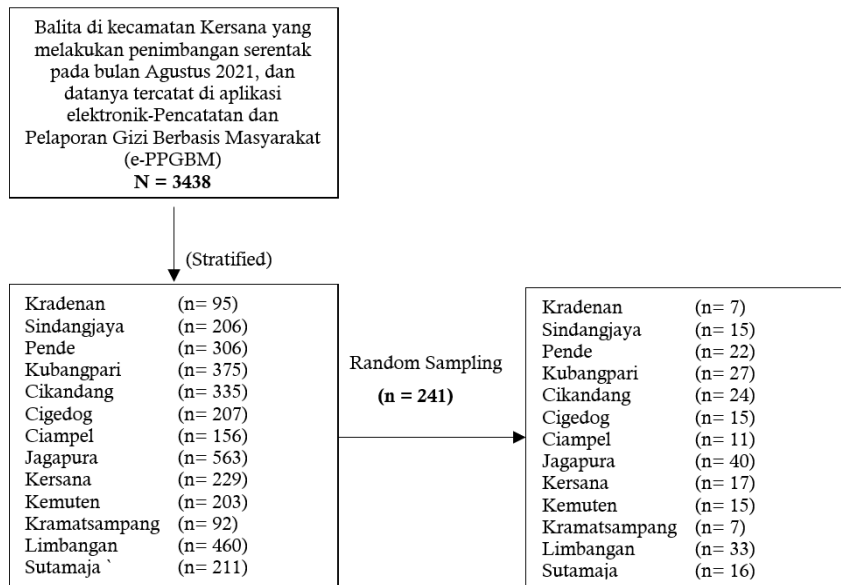 Balita di kecamatan Kersana yang
melakukan penimbangan serentak
pada bulan Agustus 2021, dan
datanya tercatat di aplikasi
elektronik-Pencatatan dan
Pelaporan Gizi Berbasis Masyarakat
(e-PPGBM)
N = 3438
(Stratified)
Kradenan (n= 95)
Sindangjaya (n= 206)
Pende (n= 306)
Kubangpari (n= 375)
Cikandang (n= 335)
Cigedog (n= 207)
Ciampel (n= 156)
Jagapura (n= 563)
Kersana (n= 229)
Kemuten (n= 203)
Kramatsampang (n= 92)
Limbangan (n= 460)
Sutamaja ` (n= 211)
Random Sampling
(n = 241)
Kradenan (n= 7)
Sindangjaya (n= 15)
Pende (n= 22)
Kubangpari (n= 27)
Cikandang (n= 24)
Cigedog (n= 15)
Ciampel (n= 11)
Jagapura (n= 40)
Kersana (n= 17)
Kemuten (n= 15)
Kramatsampang (n= 7)
Limbangan (n= 33)
Sutamaja (n= 16)